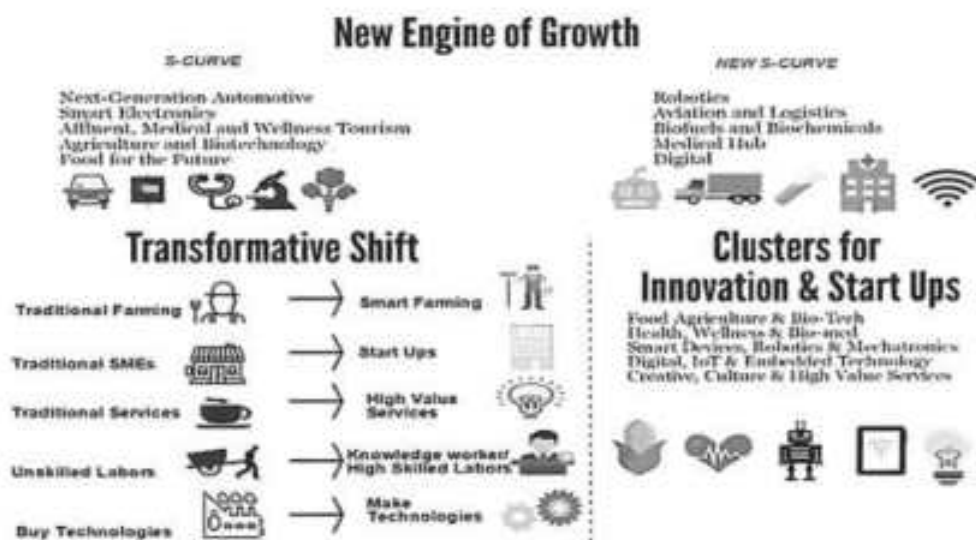 New Engine of Growth
S-CURVE
Next-Generation Automotive
Smart Electronics
Affluent, Medical and Wellness Tourism
Agriculture and Biotechnology
Food for the Future
NEW S-CURVE
Robotics
Aviation and Logistics
Biofuels and Biochemicals
Medical Hub
Digital
Transformative Shift
Traditional Farming
Smart Farming
Traditional SMEs
Start Ups
Traditional Services
High Value
Services
Unskilled Labors
Knowledge worker/
High Skilled Labors
Buy Technologies
Make
Technologies
Clusters for
Innovation & Start Ups
Food Agriculture & Bio-Tech
Health, Wellness & Bio-med
Smart Devices, Robotics & Mechatronics
Digital, IoT & Embedded Technology
Creative, Culture & High Value Services